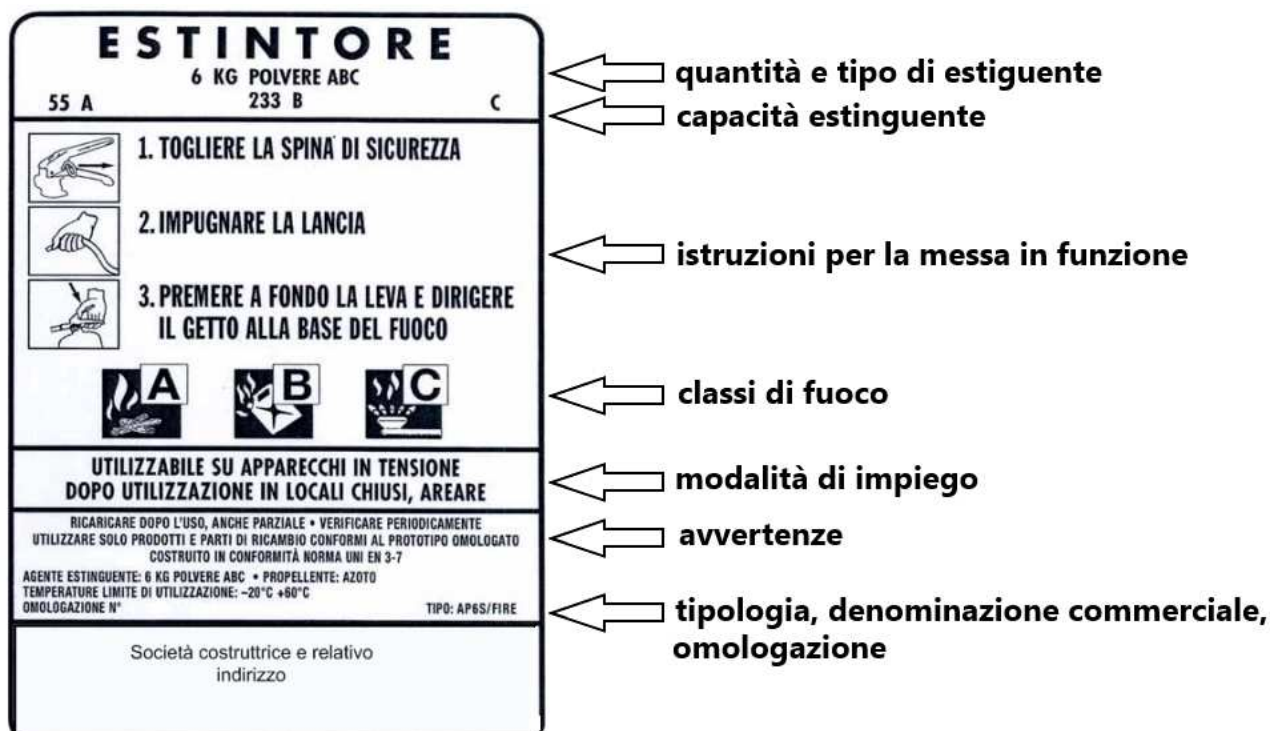 ESTINTORE
6 KG POLVERE ABC
55 A 233 B C
1. TOGLIERE LA SPINA DI SICUREZZA
2. IMPUGNARE LA LANCIA
3. PREMERE A FONDO LA LEVA E DIRIGERE
IL GETTO ALLA BASE DEL FUOCO
A B C
UTILIZZABILE SU APPARECCHI IN TENSIONE
DOPO UTILIZZAZIONE IN LOCALI CHIUSI, AREARE
RICARICARE DOPO L'USO, ANCHE PARZIALE • VERIFICARE PERIODICAMENTE
UTILIZZARE SOLO PRODOTTI E PARTI DI RICAMBIO CONFORMI AL PROTOTIPO OMOLOGATO
COSTRUITO IN CONFORMITÀ NORMA UNI EN 3-7
AGENTE ESTINGUENTE: 6 KG POLVERE ABC • PROPELLENTE: AZOTO
TEMPERATURE LIMITE DI UTILIZZAZIONE: -20°C +60°C
OMOLOGAZIONE N° TIPO: AP6S/FIRE
Società costruttrice e relativo
indirizzo
quantità e tipo di estiguente
capacità estinguente
istruzioni per la messa in funzione
classi di fuoco
modalità di impiego
avvertenze
tipologia, denominazione commerciale,
omologazione